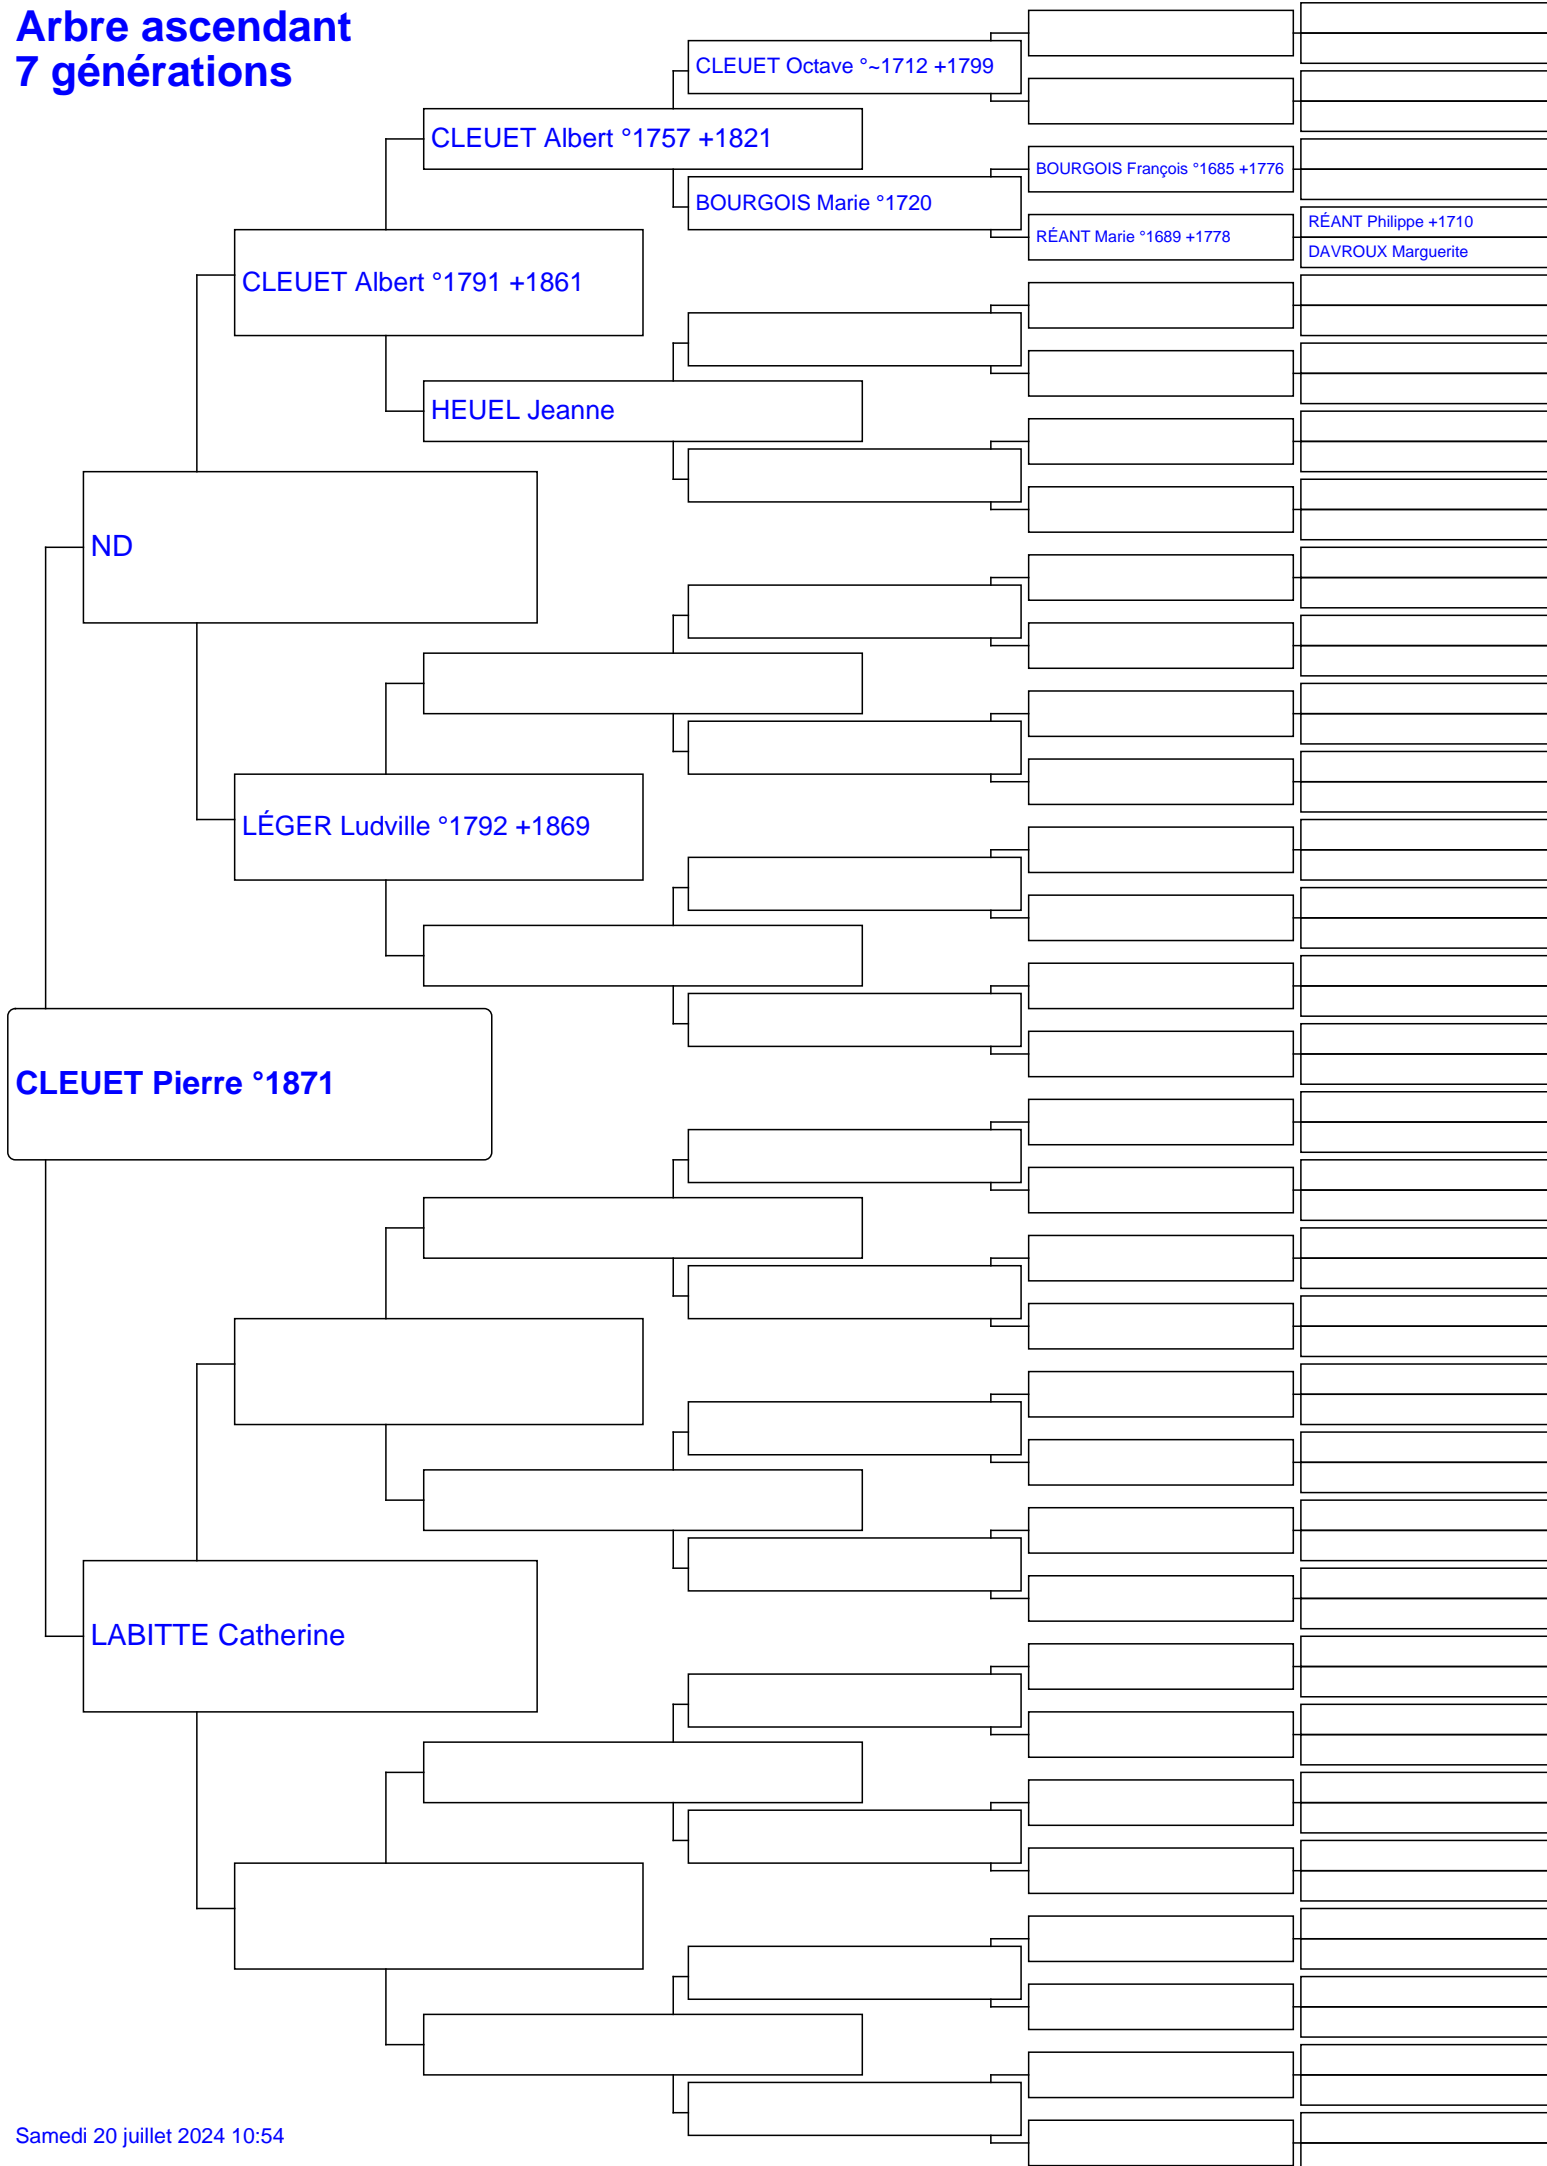 Arbre ascendant
7 générations
CLEUET Octave °~1712 +1799
CLEUET Albert °1757 +1821
BOURGOIS François °1685 +1776
BOURGOIS Marie °1720
RÉANT Philippe +1710
RÉANT Marie °1689 +1778
DAVROUX Marguerite
CLEUET Albert °1791 +1861
HEUEL Jeanne
ND
LÉGER Ludville °1792 +1869
CLEUET Pierre °1871
LABITTE Catherine
Samedi 20 juillet 2024 10:54